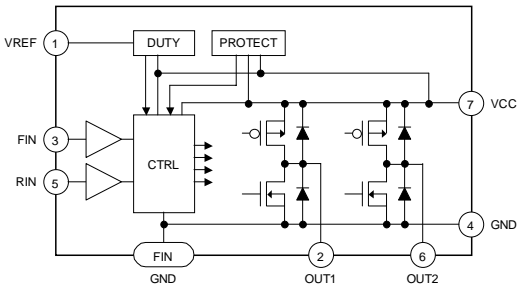 VREF 1 DUTY PROTECT
7 VCC
FIN 3
CTRL
RIN 5
4 GND
FIN 2 6
GND OUT1 OUT2